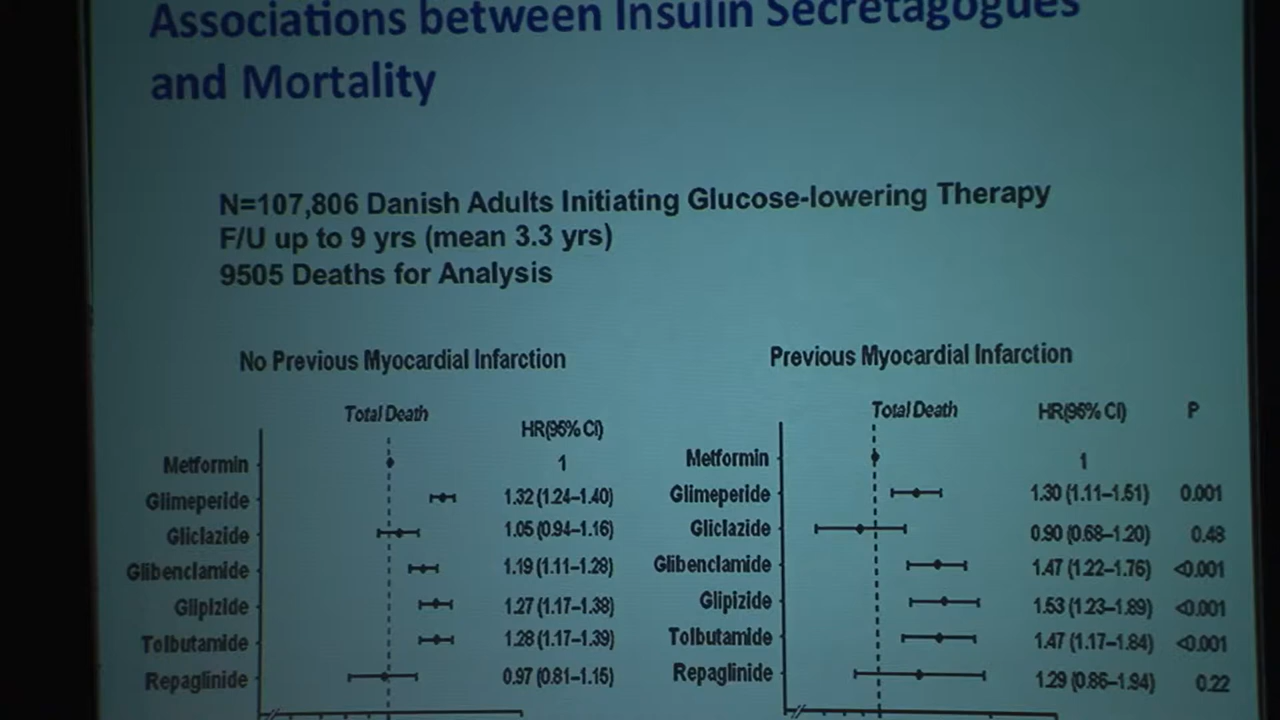 Associations between Insulin Secretagogues
and Mortality
N=107,806 Danish Adults Initiating Glucose-lowering Therapy
F/U up to 9 yrs (mean 3.3 yrs)
9505 Deaths for Analysis
No Previous Myocardial Infarction
Total Death
HR(95% CI)
Metformin 1
Glimeperide 1.32 (1.24–1.40)
Gliclazide 1.05 (0.94–1.16)
Glibenclamide 1.19 (1.11–1.28)
Glipizide 1.27 (1.17–1.38)
Tolbutamide 1.28 (1.17–1.39)
Repaglinide 0.97 (0.81–1.15)
Previous Myocardial Infarction
Total Death HR(95% CI) P
Metformin 1
Glimeperide 1.30 (1.11–1.51) 0.001
Gliclazide 0.90 (0.68–1.20) 0.48
Glibenclamide 1.47 (1.22–1.76) <0.001
Glipizide 1.53 (1.23–1.89) <0.001
Tolbutamide 1.47 (1.17–1.84) <0.001
Repaglinide 1.29 (0.86–1.94) 0.22